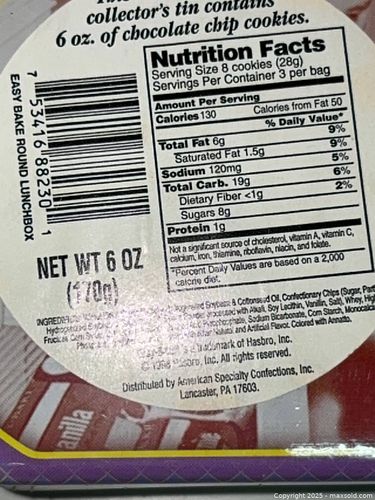 collector's tin contains
6 oz. of chocolate chip cookies.
7 53416 88230 1
EASY BAKE ROUND LUNCHBOX
Nutrition Facts
Serving Size 8 cookies (28g)
Servings Per Container 3 per bag
Amount Per Serving
Calories 130 Calories from Fat 50
% Daily Value*
Total Fat 6g 9%
Saturated Fat 1.5g 9%
Sodium 120mg 5%
Total Carb. 19g 6%
Dietary Fiber <1g 2%
Sugars 8g
Protein 1g
Not a significant source of cholesterol, vitamin A, vitamin C,
calcium, iron, thiamine, riboflavin, niacin, and folate.
*Percent Daily Values are based on a 2,000
calorie diet.
NET WT 6 OZ
(170g)
Soybean & Cottonseed Oil, Confectionary Chips (Sugar,
processed with Alkali, Soy Lecithin, Vanillin, Salt), Whey, High
Fructose Corn Sodium Bicarbonate, Corn Starch,
Natural and Artificial Flavor. Colored with Annatto.
trademark of Hasbro, Inc.
Hasbro, Inc. All rights reserved.
Distributed by American Specialty Confections, Inc.
Lancaster, PA 17603.
anilla
Copyright 2025 - maxsold.com